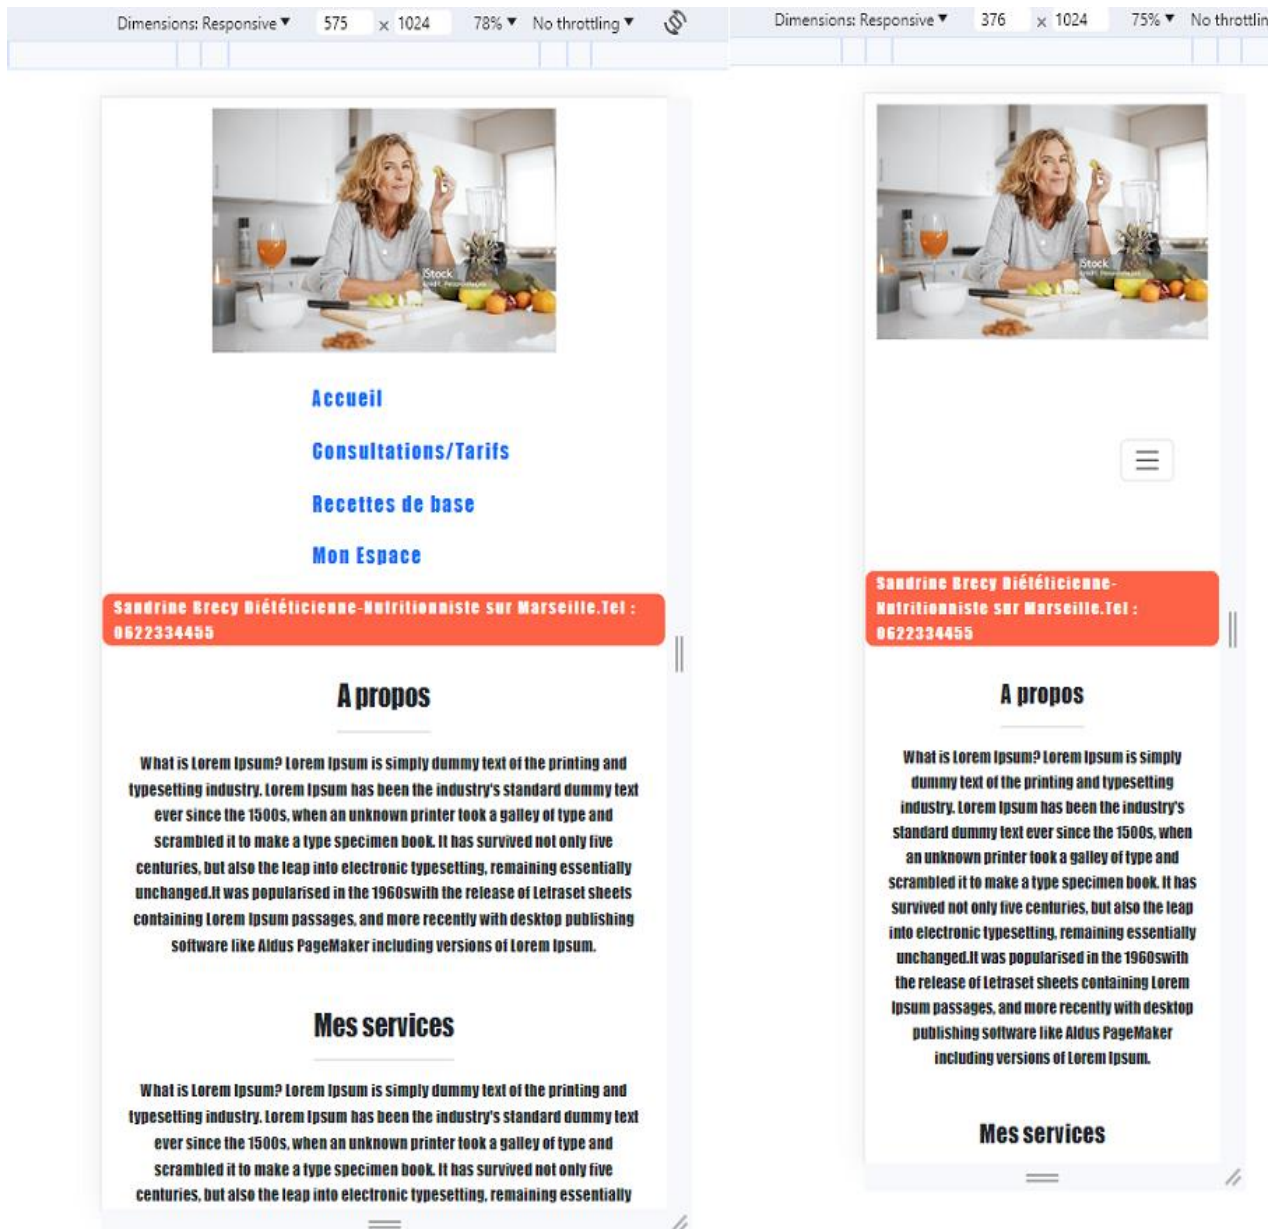 Dimensions: Responsive ▼ 575 × 1024 78% ▼ No throttling ▼
iStock
Accueil
Consultations/Tarifs
Recettes de base
Mon Espace
Sandrine Brecy Diététicienne-Nutritionniste sur Marseille.Tel :
0622334455
A propos
What is Lorem Ipsum? Lorem Ipsum is simply dummy text of the printing and
typesetting industry. Lorem Ipsum has been the industry's standard dummy text
ever since the 1500s, when an unknown printer took a galley of type and
scrambled it to make a type specimen book. It has survived not only five
centuries, but also the leap into electronic typesetting, remaining essentially
unchanged.It was popularised in the 1960swith the release of Letraset sheets
containing Lorem Ipsum passages, and more recently with desktop publishing
software like Aldus PageMaker including versions of Lorem Ipsum.
Mes services
What is Lorem Ipsum? Lorem Ipsum is simply dummy text of the printing and
typesetting industry. Lorem Ipsum has been the industry's standard dummy text
ever since the 1500s, when an unknown printer took a galley of type and
scrambled it to make a type specimen book. It has survived not only five
centuries, but also the leap into electronic typesetting, remaining essentially
Dimensions: Responsive ▼ 376 × 1024 75% ▼ No throttlin
iStock
Sandrine Brecy Diététicienne-
Nutritionniste sur Marseille.Tel :
0622334455
A propos
What is Lorem Ipsum? Lorem Ipsum is simply
dummy text of the printing and typesetting
industry. Lorem Ipsum has been the industry's
standard dummy text ever since the 1500s, when
an unknown printer took a galley of type and
scrambled it to make a type specimen book. It has
survived not only five centuries, but also the leap
into electronic typesetting, remaining essentially
unchanged.It was popularised in the 1960swith
the release of Letraset sheets containing Lorem
Ipsum passages, and more recently with desktop
publishing software like Aldus PageMaker
including versions of Lorem Ipsum.
Mes services